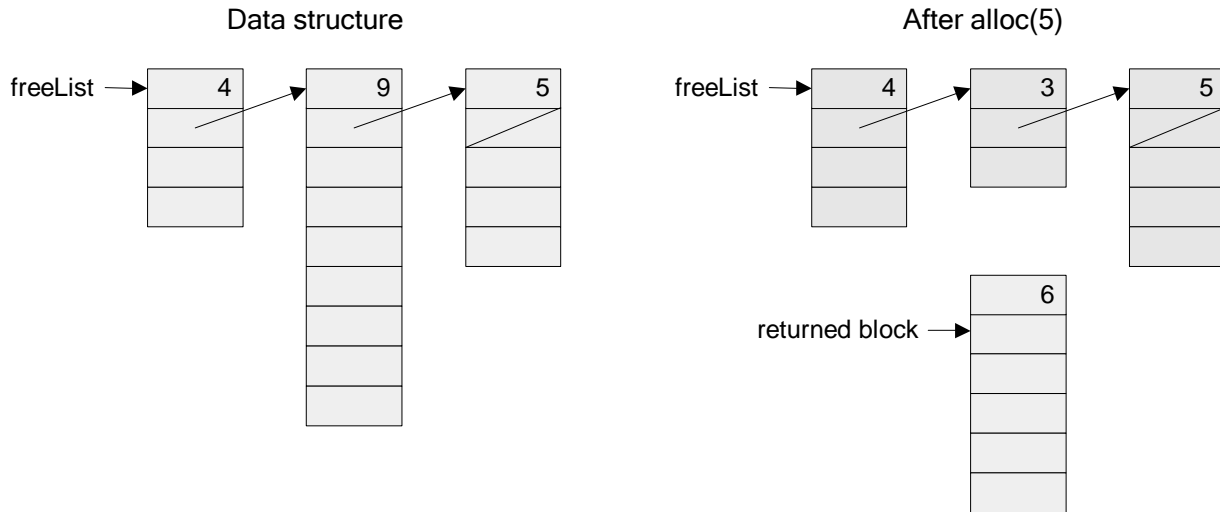 Data structure
After alloc(5)
freeList 4 9 5
freeList 4 3 5
6
returned block